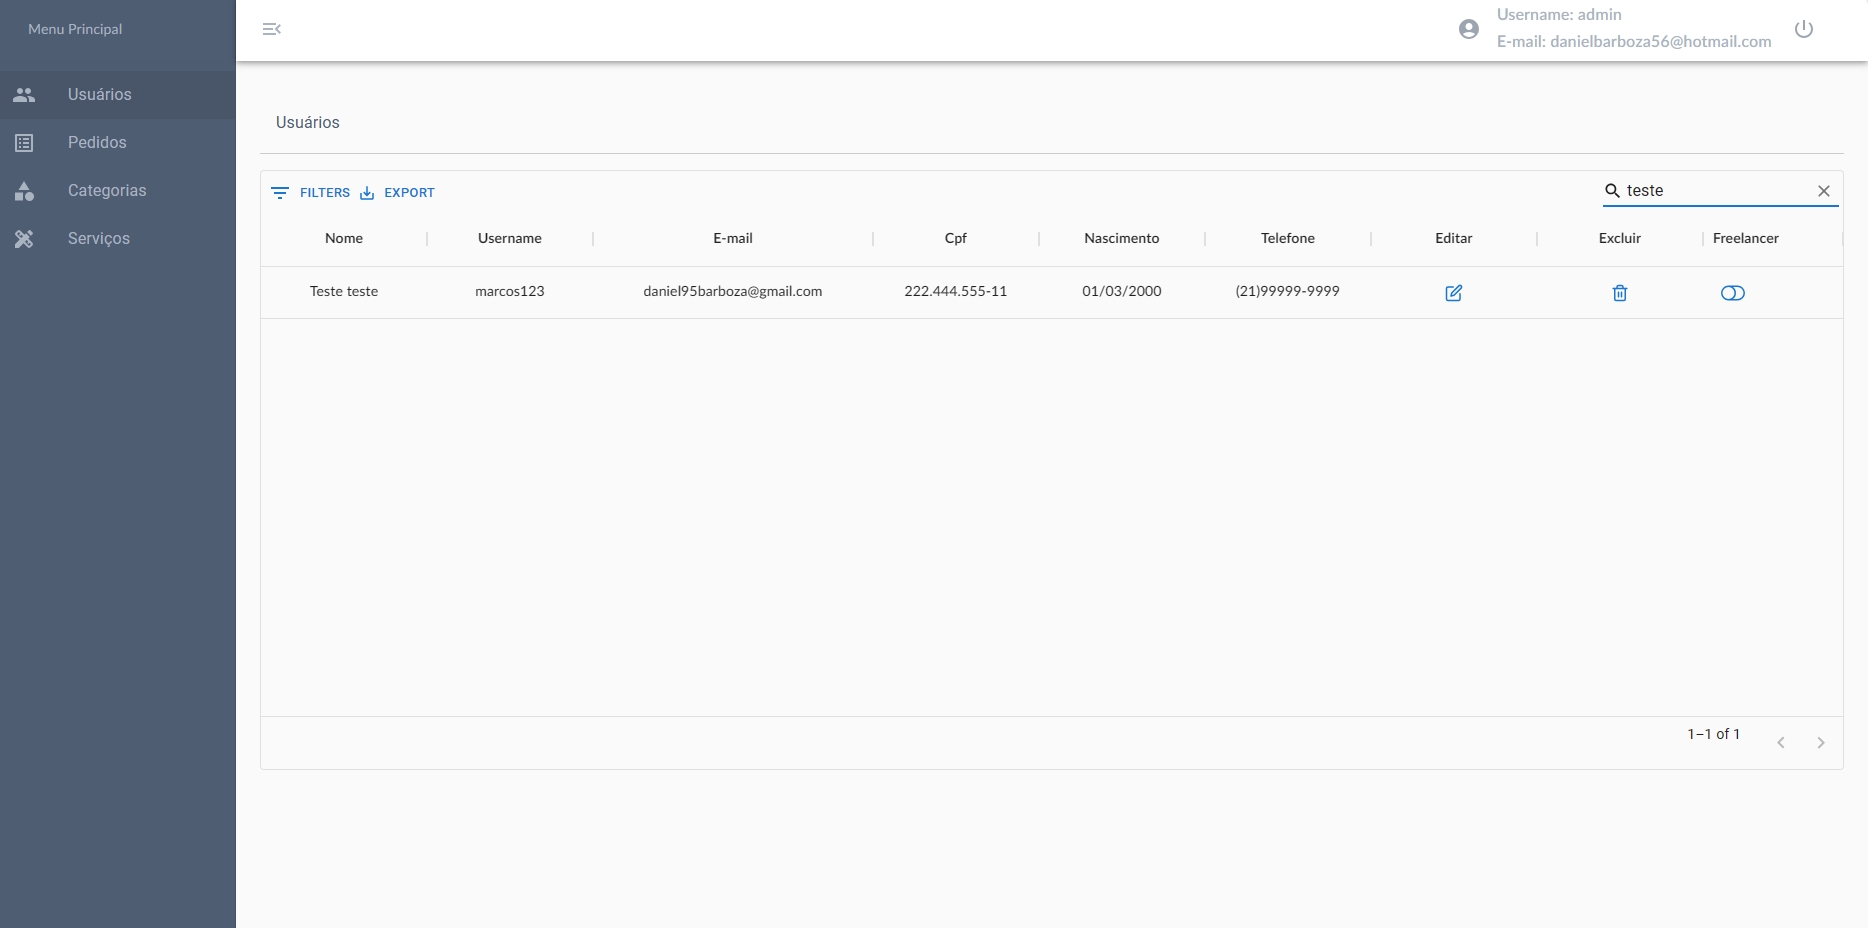 Menu Principal
Usuários
Pedidos
Categorias
Serviços
Username: admin
E-mail: danielbarboza56@hotmail.com
Usuários
FILTERS EXPORT teste
Nome Username E-mail Cpf Nascimento Telefone Editar Excluir Freelancer
Teste teste marcos123 daniel95barboza@gmail.com 222.444.555-11 01/03/2000 (21)99999-9999
1–1 of 1